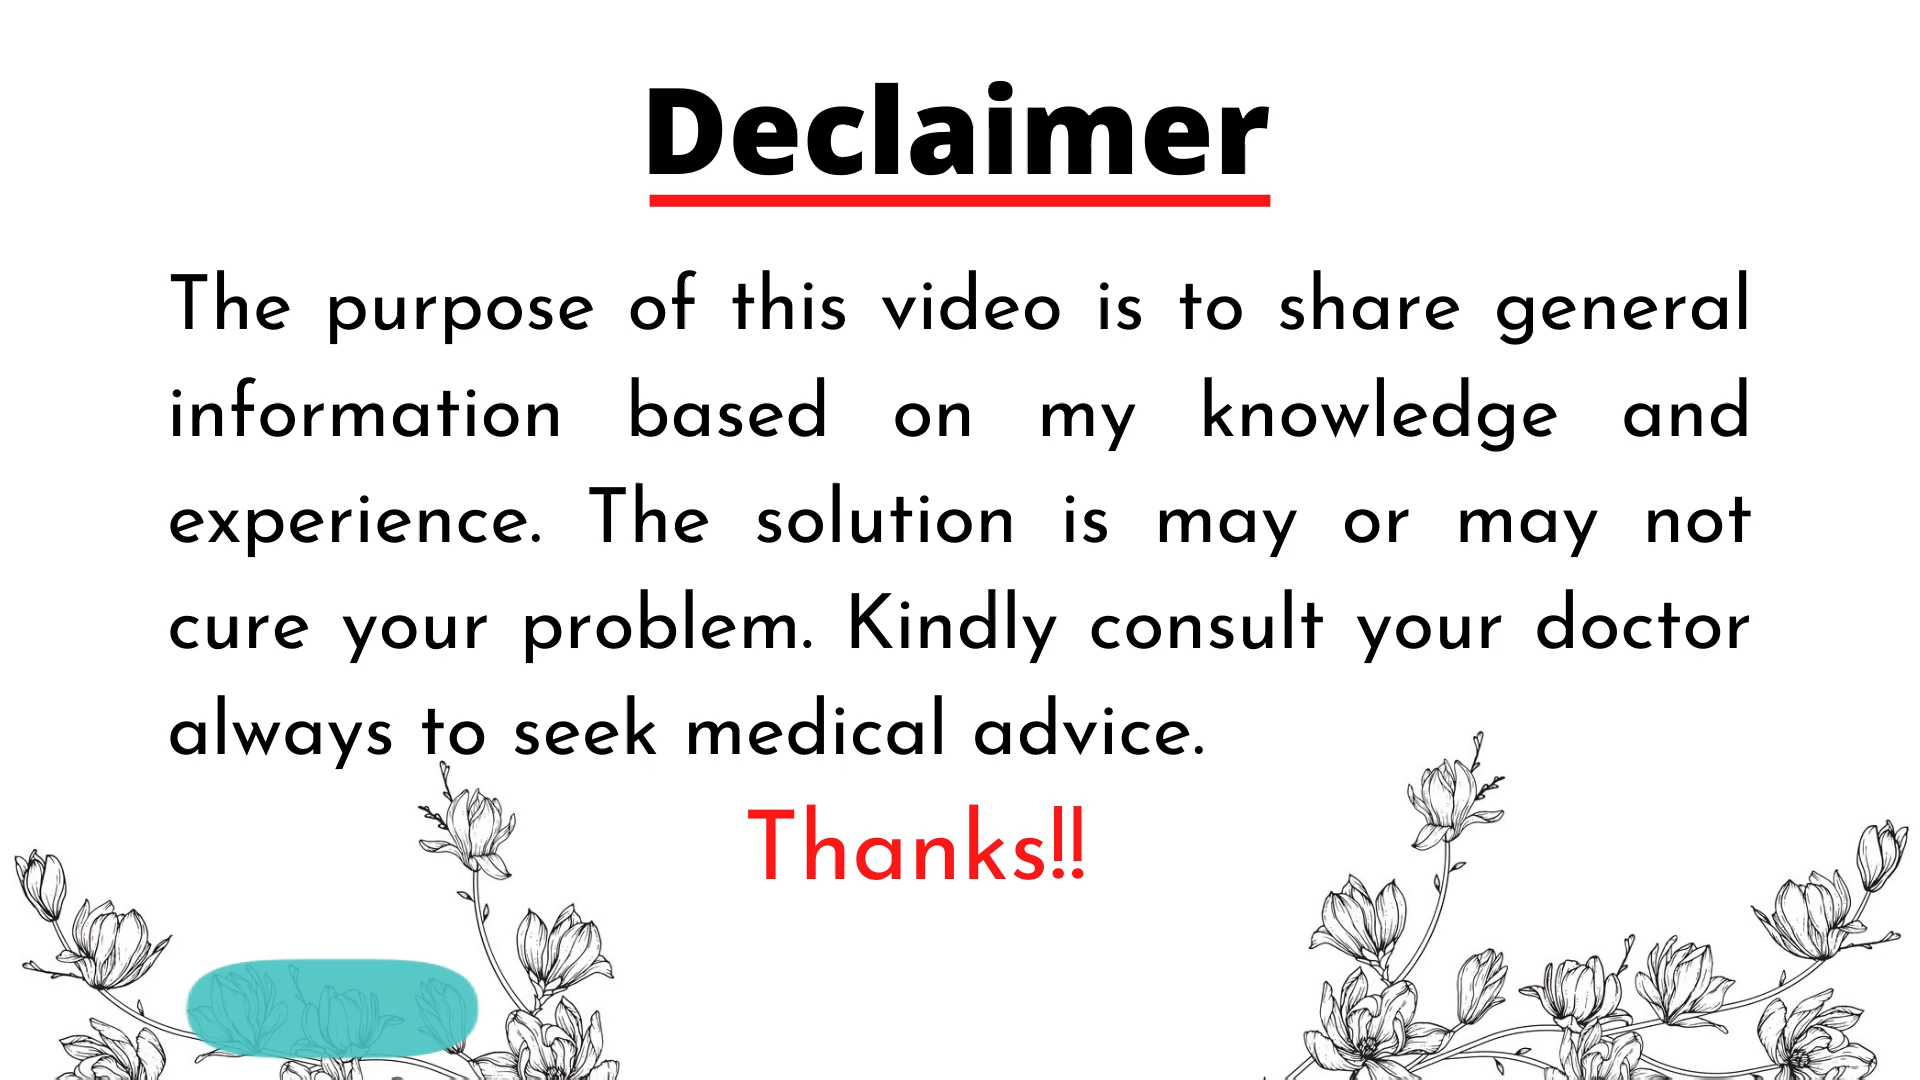 Declaimer
The purpose of this video is to share general
information based on my knowledge and
experience. The solution is may or may not
cure your problem. Kindly consult your doctor
always to seek medical advice.
Thanks!!